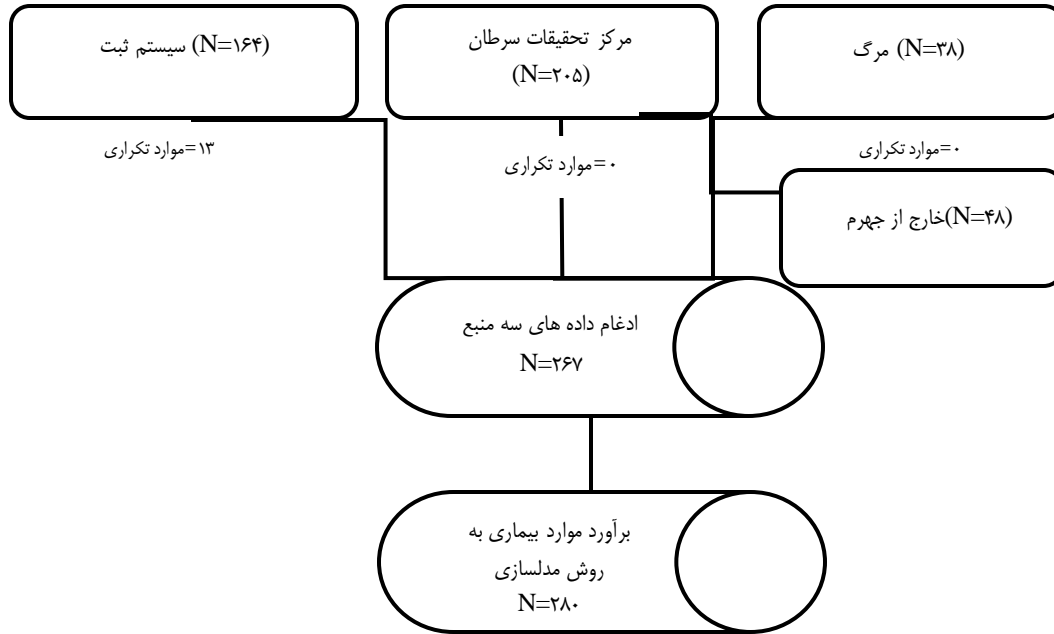 سیستم ثبت (N=۱۶۴)
مرکز تحقیقات سرطان
(N=۲۰۵)
مرگ (N=۳۸)
موارد تکراری=۱۳
موارد تکراری=۰
موارد تکراری=۰
خارج از جهرم(N=۴۸)
ادغام داده های سه منبع
N=۲۶۷
برآورد موارد بیماری به
روش مدلسازی
N=۲۸۰